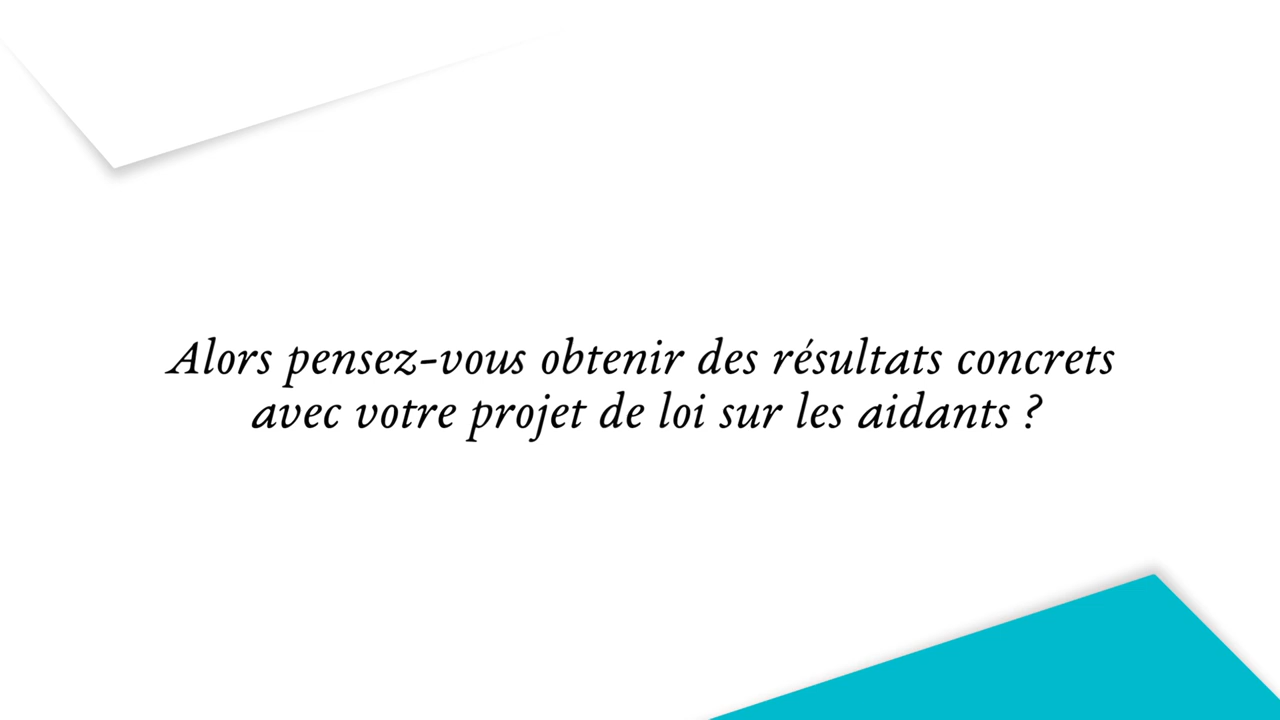 Alors pensez-vous obtenir des résultats concrets
avec votre projet de loi sur les aidants ?